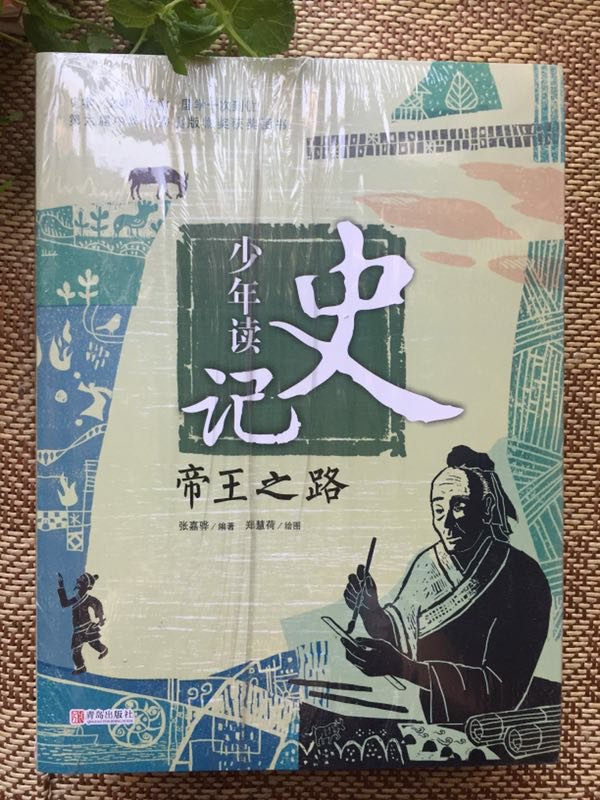 少年读
史记
帝王之路
张嘉骅/编著 郑慧荷/绘图
青岛出版社